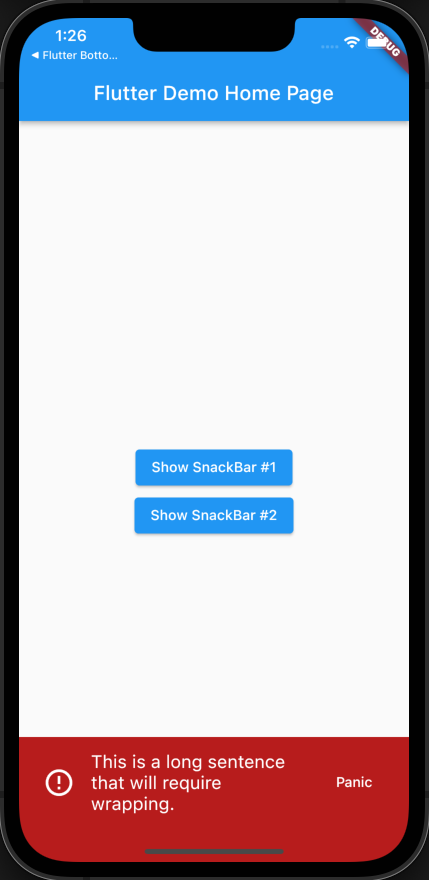 1:26
◀ Flutter Botto...
DEBUG
Flutter Demo Home Page
Show SnackBar #1
Show SnackBar #2
This is a long sentence
that will require
wrapping.
Panic